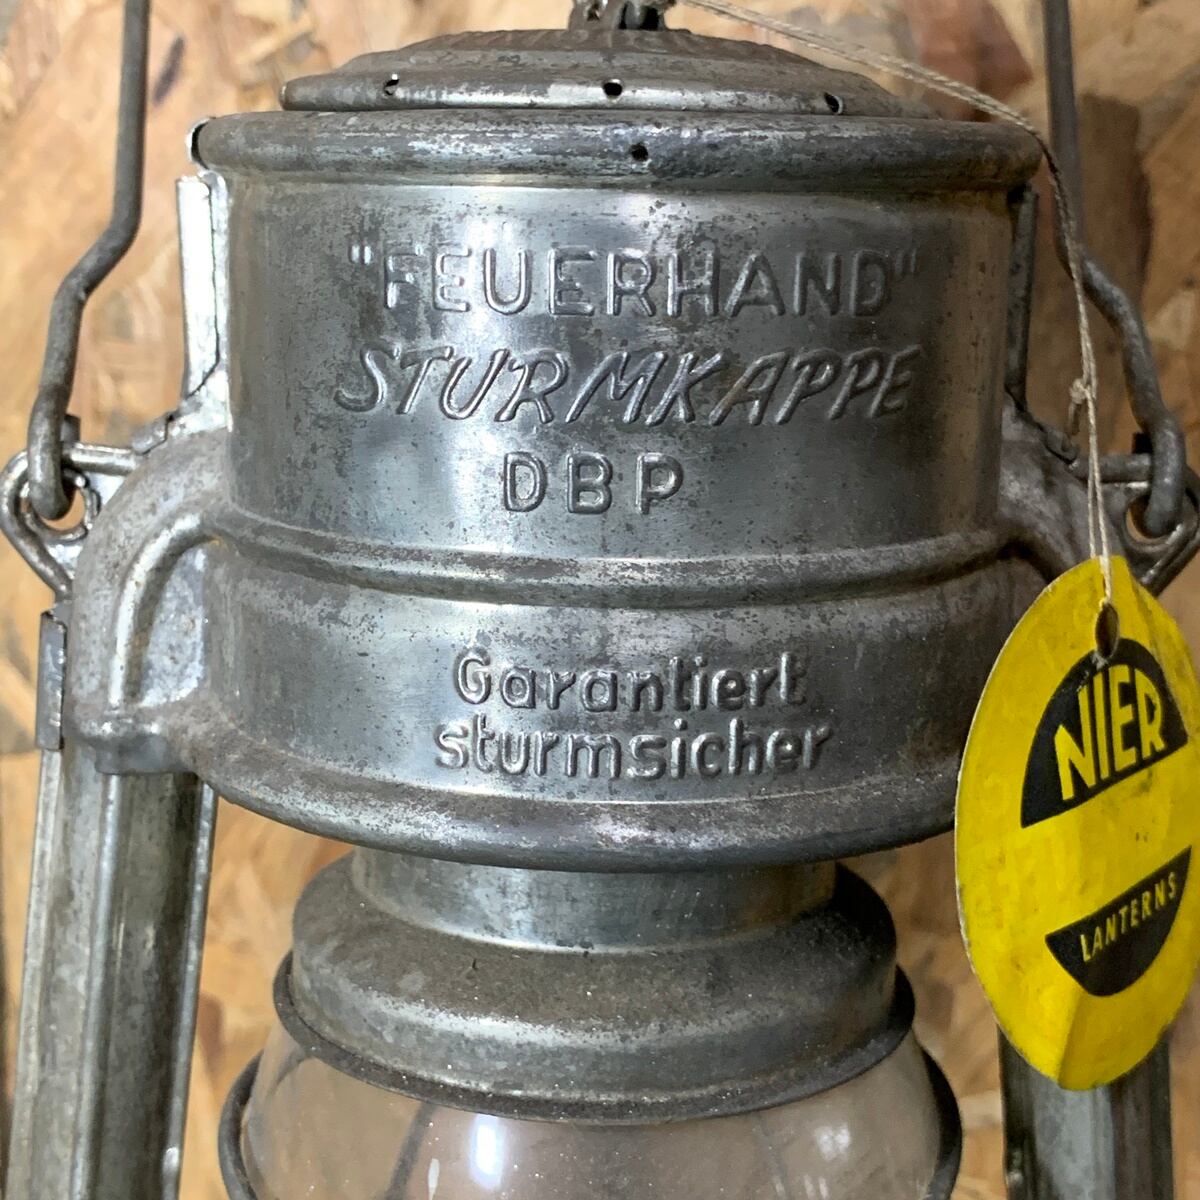 "FEUERHAND"
STURMKAPPE
DBP
Garantiert
sturmsicher
NIER
LANTERNS